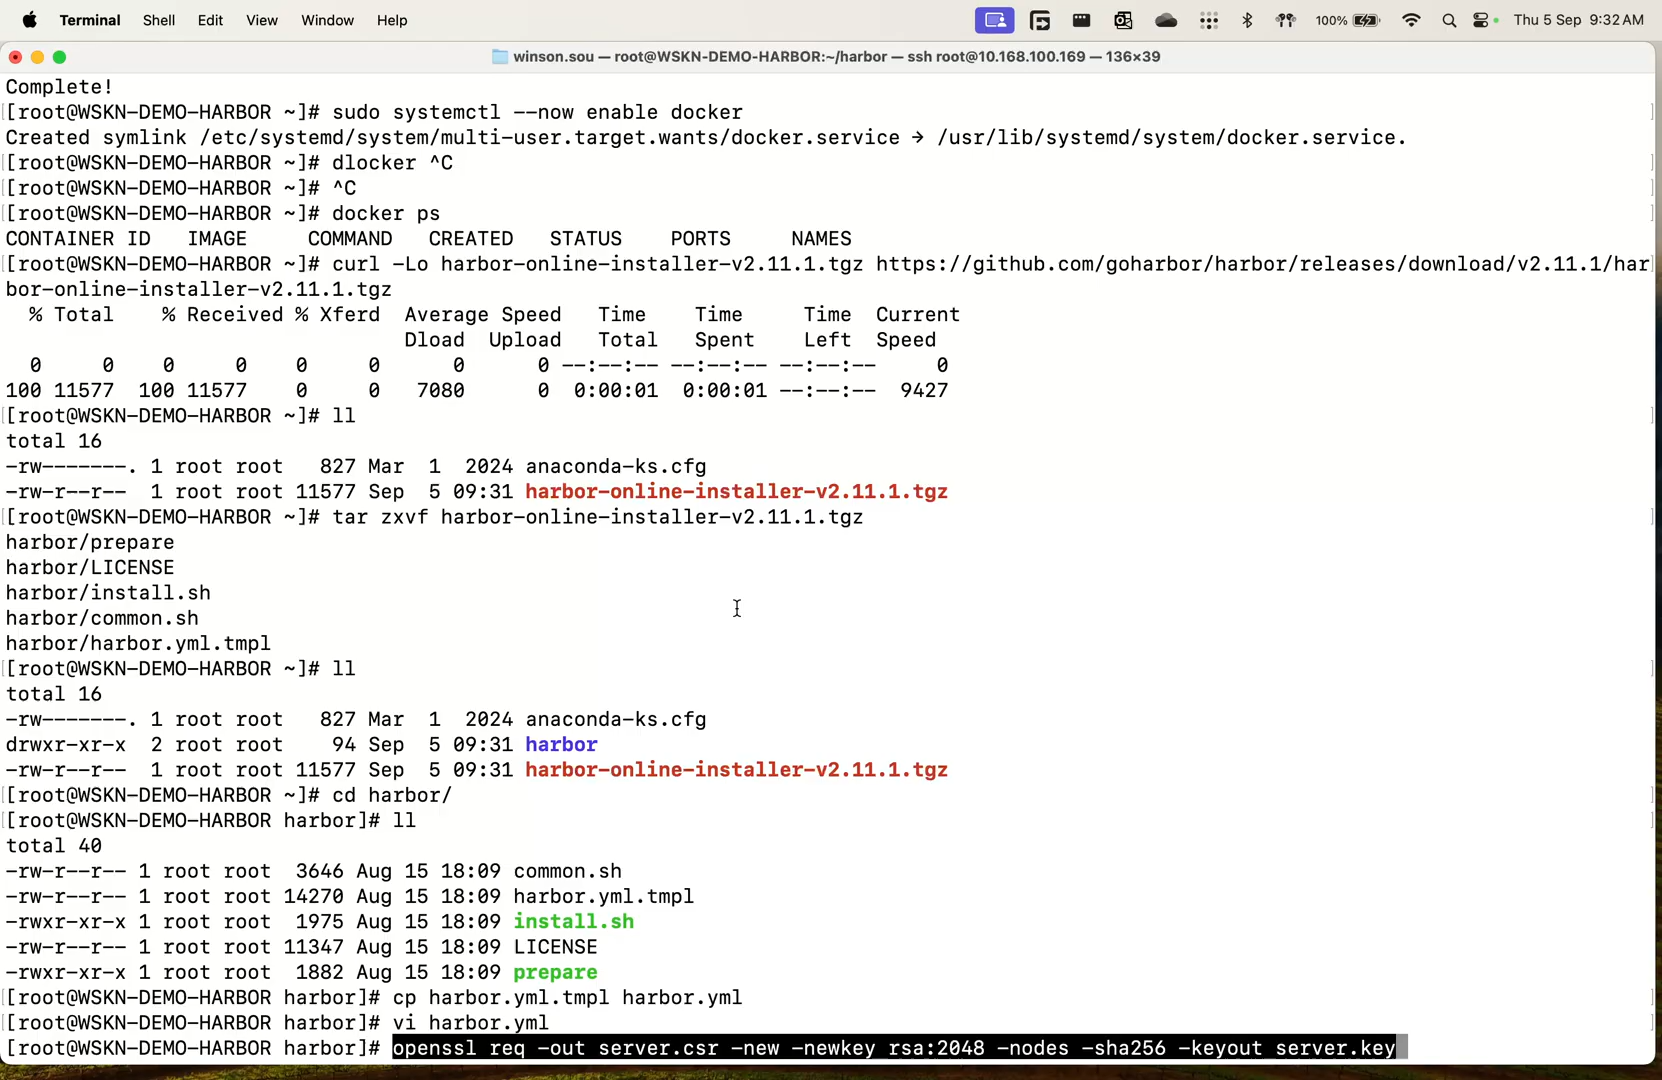 Terminal Shell Edit View Window Help 100% Thu 5 Sep 9:32 AM
winson.sou — root@WSKN-DEMO-HARBOR:~/harbor — ssh root@10.168.100.169 — 136×39
Complete!
[root@WSKN-DEMO-HARBOR ~]# sudo systemctl --now enable docker
Created symlink /etc/systemd/system/multi-user.target.wants/docker.service → /usr/lib/systemd/system/docker.service.
[root@WSKN-DEMO-HARBOR ~]# dlocker ^C
[root@WSKN-DEMO-HARBOR ~]# ^C
[root@WSKN-DEMO-HARBOR ~]# docker ps
CONTAINER ID   IMAGE     COMMAND   CREATED   STATUS    PORTS     NAMES
[root@WSKN-DEMO-HARBOR ~]# curl -Lo harbor-online-installer-v2.11.1.tgz https://github.com/goharbor/harbor/releases/download/v2.11.1/har
bor-online-installer-v2.11.1.tgz
  % Total    % Received % Xferd  Average Speed   Time    Time     Time  Current
                                 Dload  Upload   Total   Spent    Left  Speed
  0     0    0     0    0     0      0      0 --:--:-- --:--:-- --:--:--     0
100 11577  100 11577    0     0   7080      0  0:00:01  0:00:01 --:--:--  9427
[root@WSKN-DEMO-HARBOR ~]# ll
total 16
-rw-------. 1 root root   827 Mar  1  2024 anaconda-ks.cfg
-rw-r--r--  1 root root 11577 Sep  5 09:31 harbor-online-installer-v2.11.1.tgz
[root@WSKN-DEMO-HARBOR ~]# tar zxvf harbor-online-installer-v2.11.1.tgz
harbor/prepare
harbor/LICENSE
harbor/install.sh
harbor/common.sh
harbor/harbor.yml.tmpl
[root@WSKN-DEMO-HARBOR ~]# ll
total 16
-rw-------. 1 root root   827 Mar  1  2024 anaconda-ks.cfg
drwxr-xr-x  2 root root    94 Sep  5 09:31 harbor
-rw-r--r--  1 root root 11577 Sep  5 09:31 harbor-online-installer-v2.11.1.tgz
[root@WSKN-DEMO-HARBOR ~]# cd harbor/
[root@WSKN-DEMO-HARBOR harbor]# ll
total 40
-rw-r--r-- 1 root root  3646 Aug 15 18:09 common.sh
-rw-r--r-- 1 root root 14270 Aug 15 18:09 harbor.yml.tmpl
-rwxr-xr-x 1 root root  1975 Aug 15 18:09 install.sh
-rw-r--r-- 1 root root 11347 Aug 15 18:09 LICENSE
-rwxr-xr-x 1 root root  1882 Aug 15 18:09 prepare
[root@WSKN-DEMO-HARBOR harbor]# cp harbor.yml.tmpl harbor.yml
[root@WSKN-DEMO-HARBOR harbor]# vi harbor.yml
[root@WSKN-DEMO-HARBOR harbor]# openssl req -out server.csr -new -newkey rsa:2048 -nodes -sha256 -keyout server.key